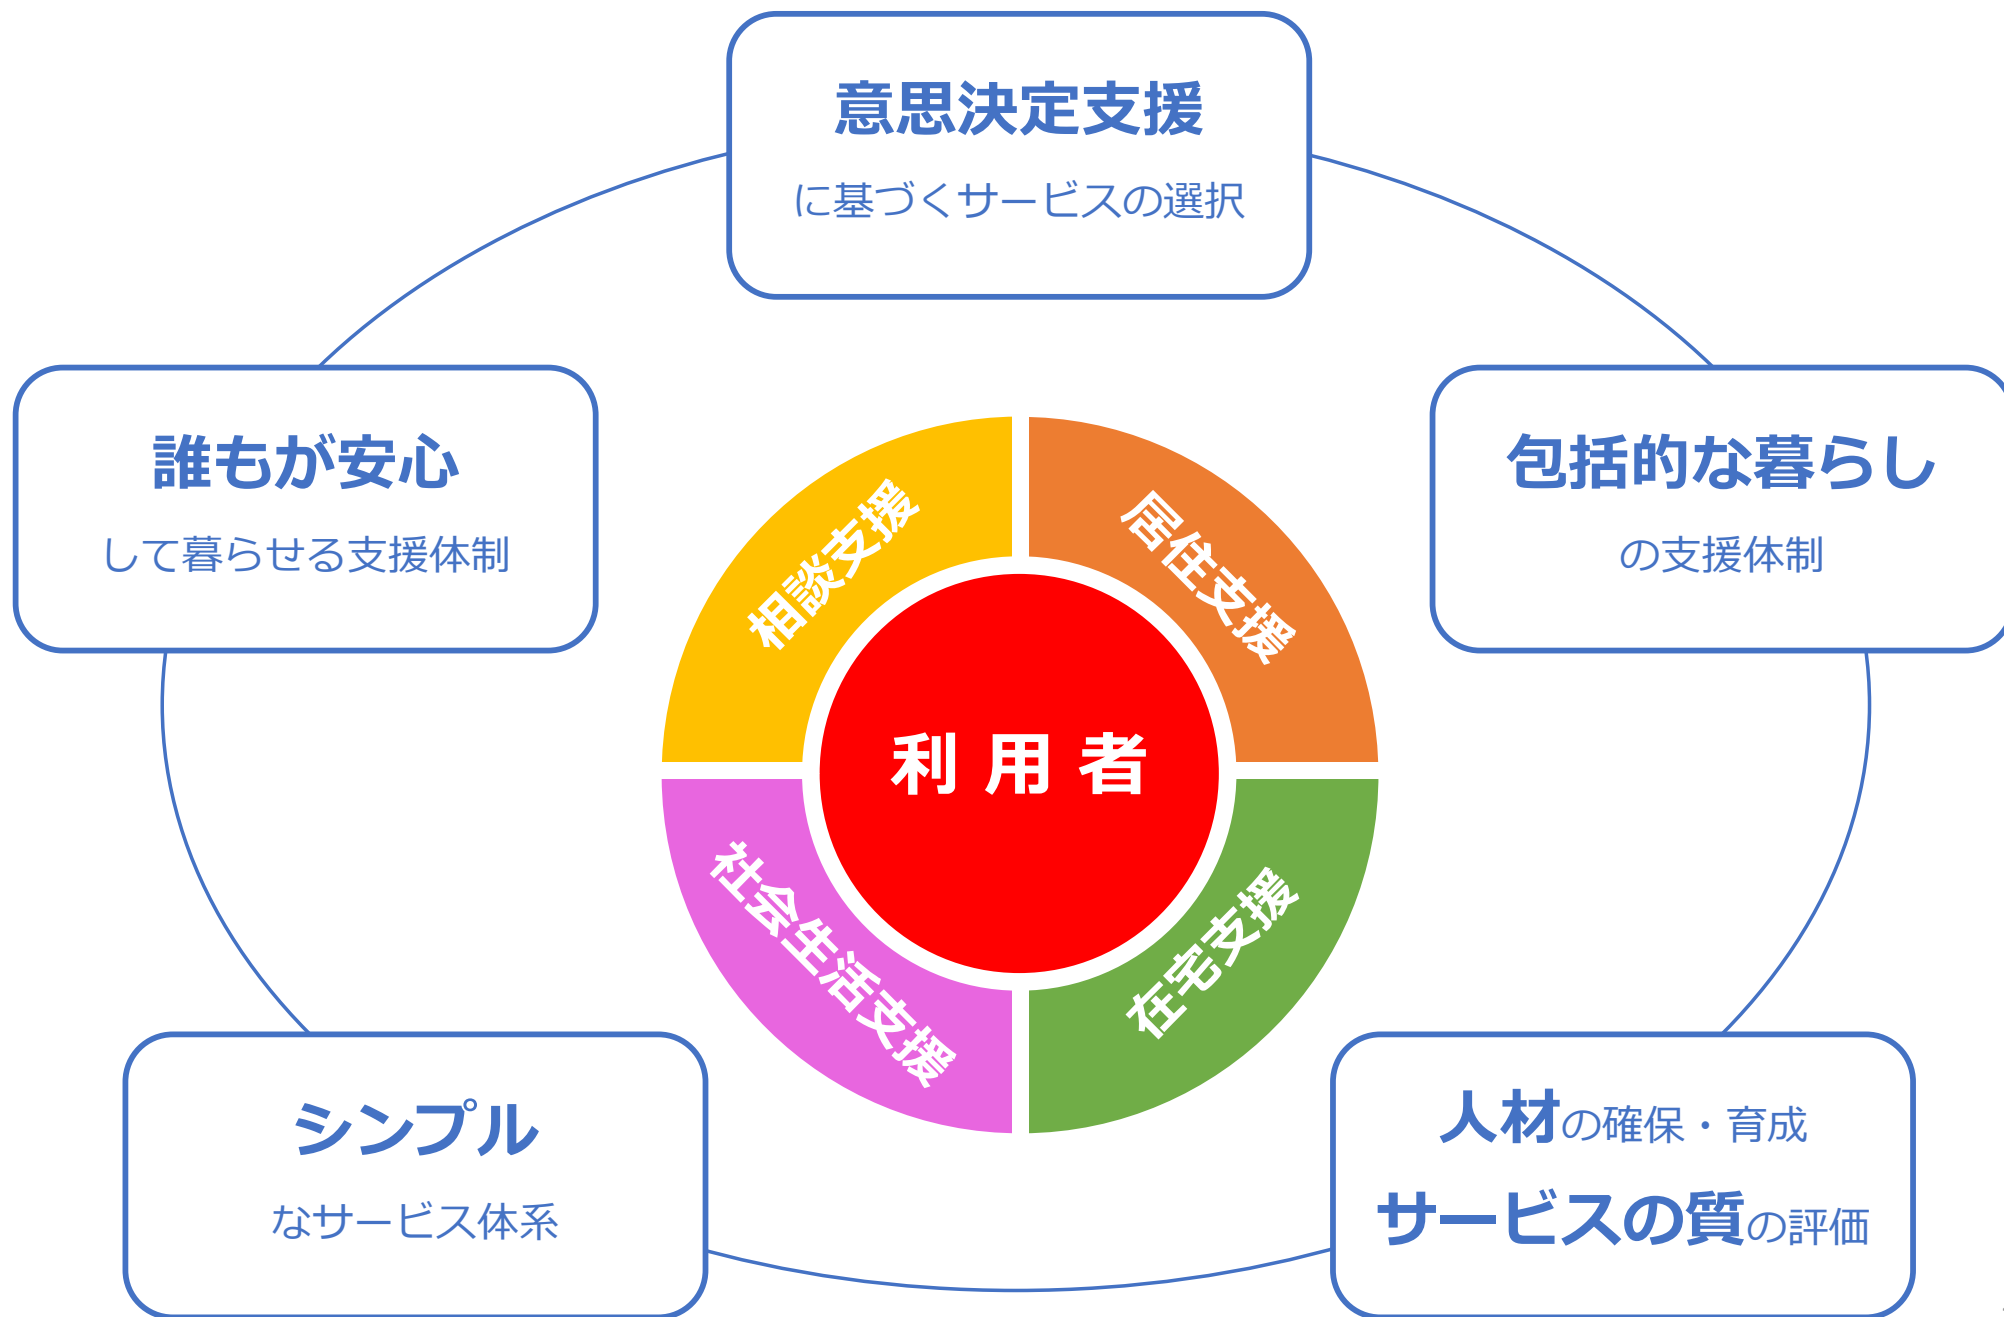 意思決定支援
に基づくサービスの選択
誰もが安心
して暮らせる支援体制
包括的な暮らし
の支援体制
相談支援
居住支援
利用者
社会生活支援
在宅支援
シンプル
なサービス体系
人材の確保・育成
サービスの質の評価